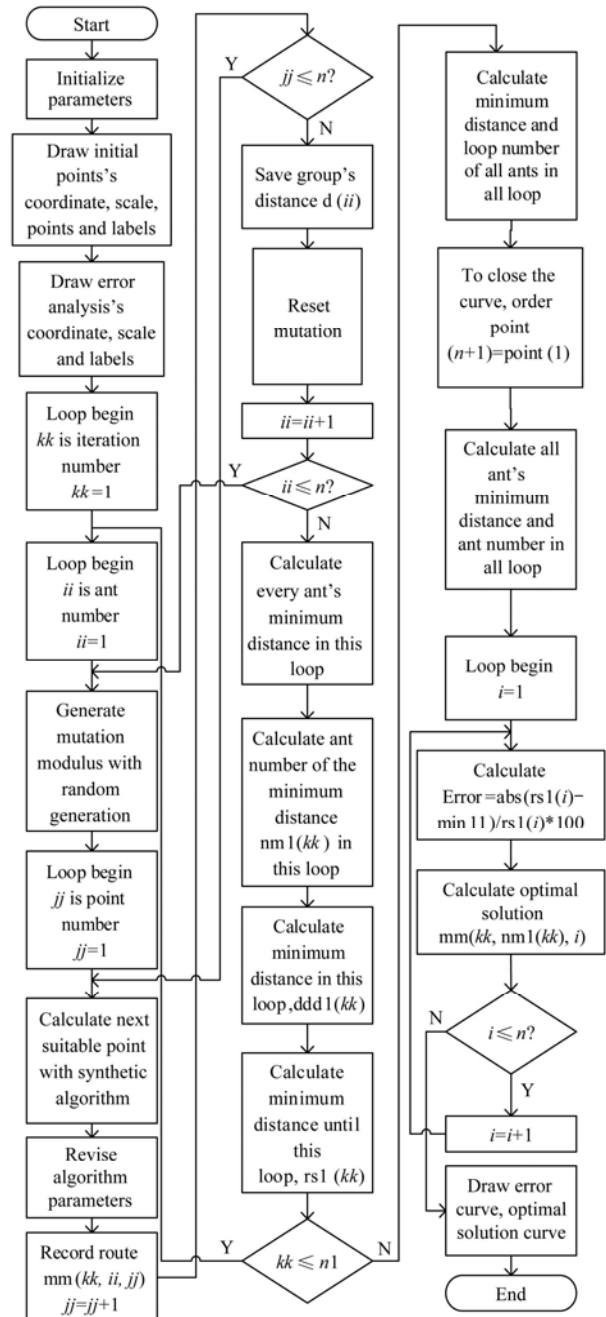 Start
Initialize
parameters
Draw initial
points's
coordinate, scale,
points and labels
Draw error
analysis's
coordinate, scale
and labels
Loop begin
kk is iteration
number
kk=1
Loop begin
ii is ant
number
ii=1
Generate
mutation
modulus with
random
generation
Loop begin
jj is point
number
jj=1
Calculate next
suitable point
with synthetic
algorithm
Revise
algorithm
parameters
Record route
mm(kk, ii, jj)
jj=jj+1
Y
jj≤n?
N
Save group's
distance d (ii)
Reset
mutation
ii=ii+1
Y
ii≤n?
N
Calculate
every ant's
minimum
distance in this
loop
Calculate ant
number of the
minimum
distance
nm1(kk) in
this loop
Calculate
minimum
distance in this
loop,ddd1(kk)
Calculate
minimum
distance until
this
loop, rs1 (kk)
Y
kk≤n1
N
Calculate
minimum
distance and
loop number
of all ants in
all loop
To close the
curve, order
point
(n+1)=point (1)
Calculate all
ant's
minimum
distance and
ant number in
all loop
Loop begin
i=1
Calculate
Error=abs(rs1(i)−
min11)/rs1(i)*100
Calculate optimal
solution
mm(kk, nm1(kk), i)
N
i≤n?
Y
i=i+1
Draw error
curve, optimal
solution curve
End